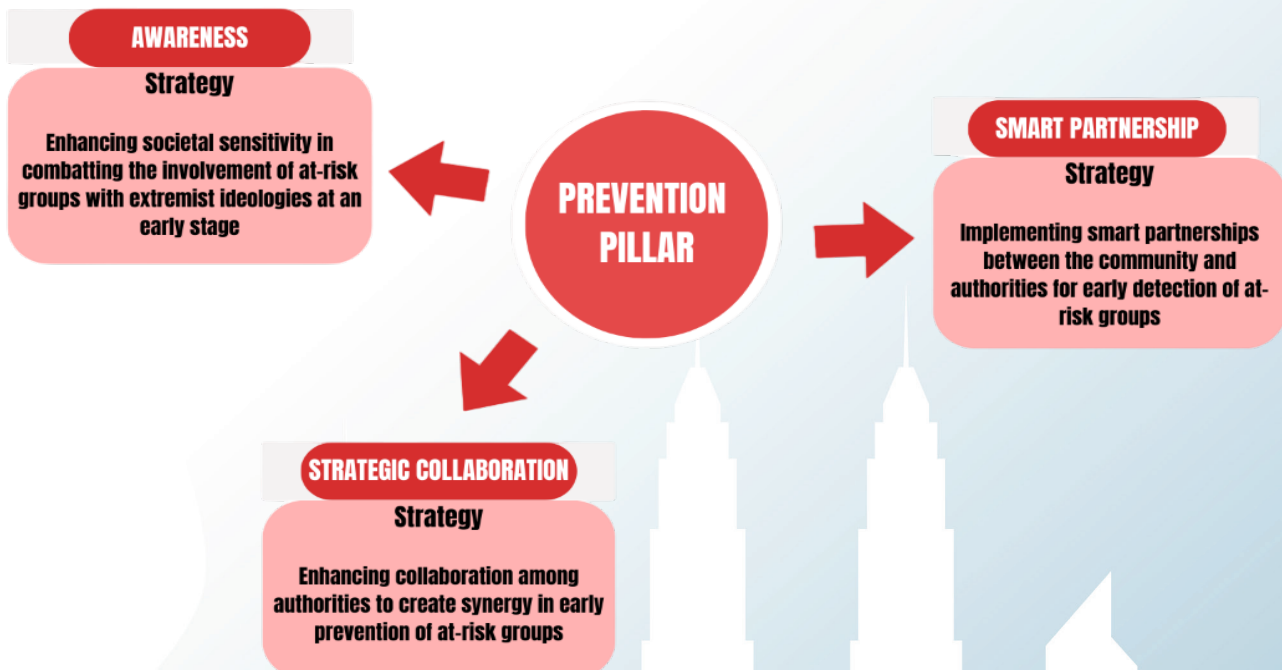 AWARENESS
Strategy
Enhancing societal sensitivity in
combatting the involvement of at-risk
groups with extremist ideologies at an
early stage
PREVENTION
PILLAR
SMART PARTNERSHIP
Strategy
Implementing smart partnerships
between the community and
authorities for early detection of at-
risk groups
STRATEGIC COLLABORATION
Strategy
Enhancing collaboration among
authorities to create synergy in early
prevention of at-risk groups